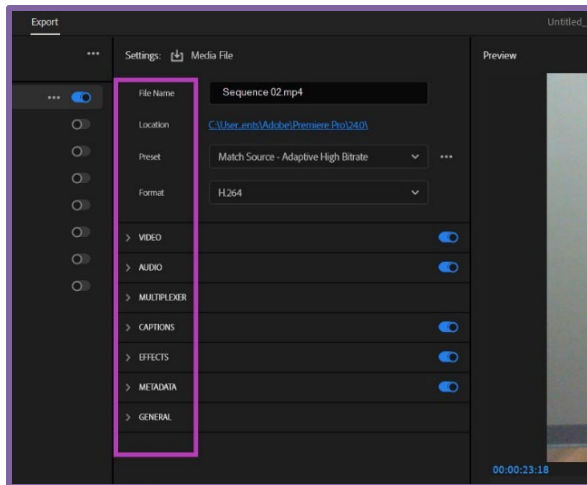 Export
Untitled_
Settings: Media File
Preview
File Name Sequence 02.mp4
Location C:\User..ents\Adobe\Premiere Pro\24.0\
Preset Match Source - Adaptive High Bitrate
Format H.264
VIDEO
AUDIO
MULTIPLEXER
CAPTIONS
EFFECTS
METADATA
GENERAL
00:00:23:18